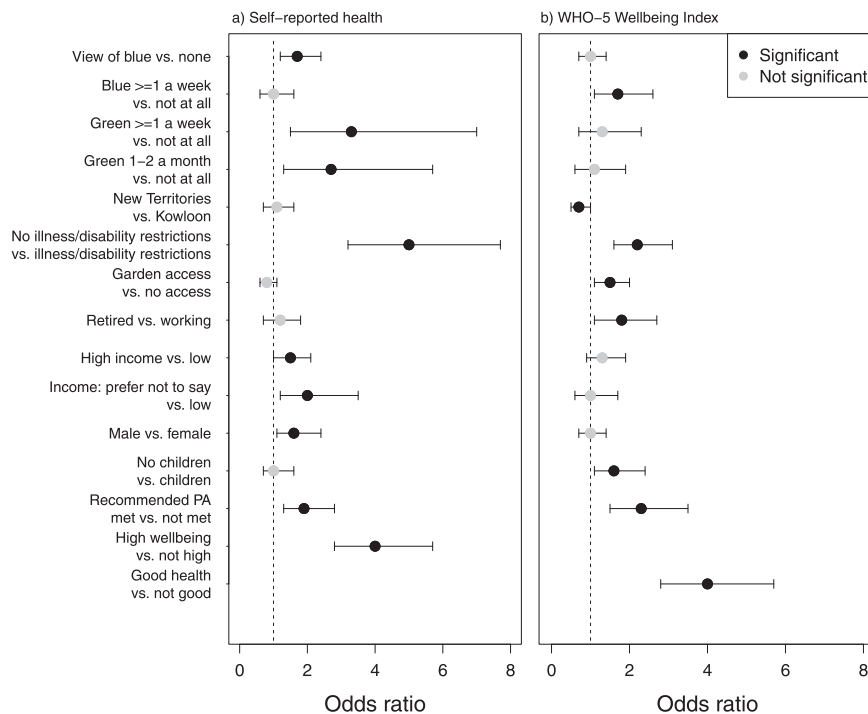 a) Self−reported health
b) WHO−5 Wellbeing Index
Significant
Not significant
View of blue vs. none
Blue >=1 a week
vs. not at all
Green >=1 a week
vs. not at all
Green 1−2 a month
vs. not at all
New Territories
vs. Kowloon
No illness/disability restrictions
vs. illness/disability restrictions
Garden access
vs. no access
Retired vs. working
High income vs. low
Income: prefer not to say
vs. low
Male vs. female
No children
vs. children
Recommended PA
met vs. not met
High wellbeing
vs. not high
Good health
vs. not good
0 2 4 6 8
0 2 4 6 8
Odds ratio
Odds ratio